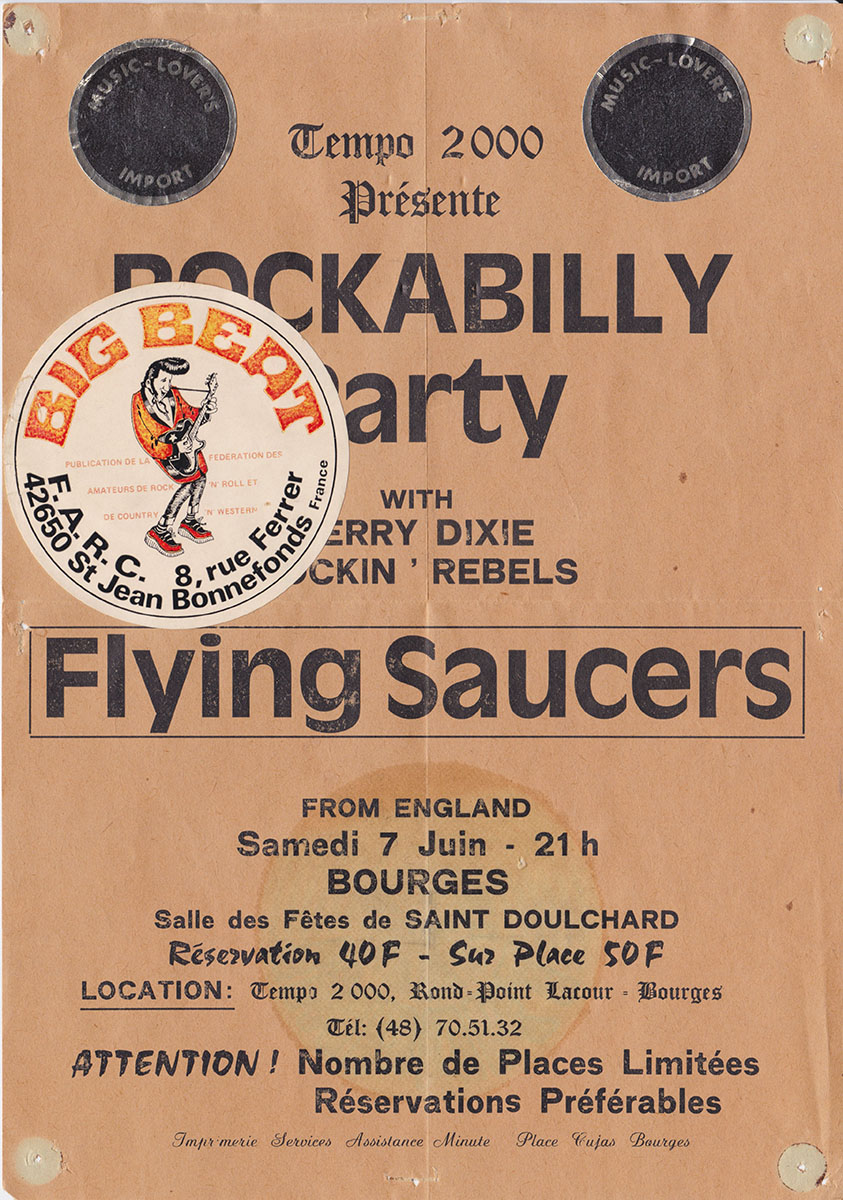 MUSIC-LOVER'S
IMPORT
MUSIC-LOVER'S
IMPORT
Tempo 2000
Présente
ROCKABILLY
Party
BIG BEAT
PUBLICATION DE LA FEDERATION DES
AMATEURS DE ROCK 'N' ROLL ET
DE COUNTRY 'N' WESTERN
F.A.R.C. 8, rue Ferrer
42650 St Jean Bonnefonds France
WITH
ERRY DIXIE
OCKIN ' REBELS
Flying Saucers
FROM ENGLAND
Samedi 7 Juin - 21 h
BOURGES
Salle des Fêtes de SAINT DOULCHARD
Réservation 40F - Sur Place 50F
LOCATION: Tempo 2000, Rond-Point Lacour - Bourges
Tél: (48) 70.51.32
ATTENTION ! Nombre de Places Limitées
Réservations Préférables
Imprimerie Services Assistance Minute Place Cujas Bourges